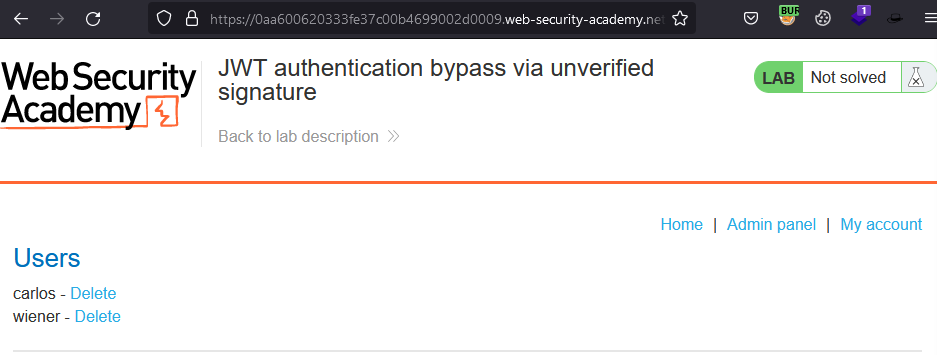 https://0aa600620333fe37c00b4699002d0009.web-security-academy.net
BUR
1
Web Security
Academy
JWT authentication bypass via unverified
signature
Back to lab description
LAB Not solved
Home | Admin panel | My account
Users
carlos - Delete
wiener - Delete